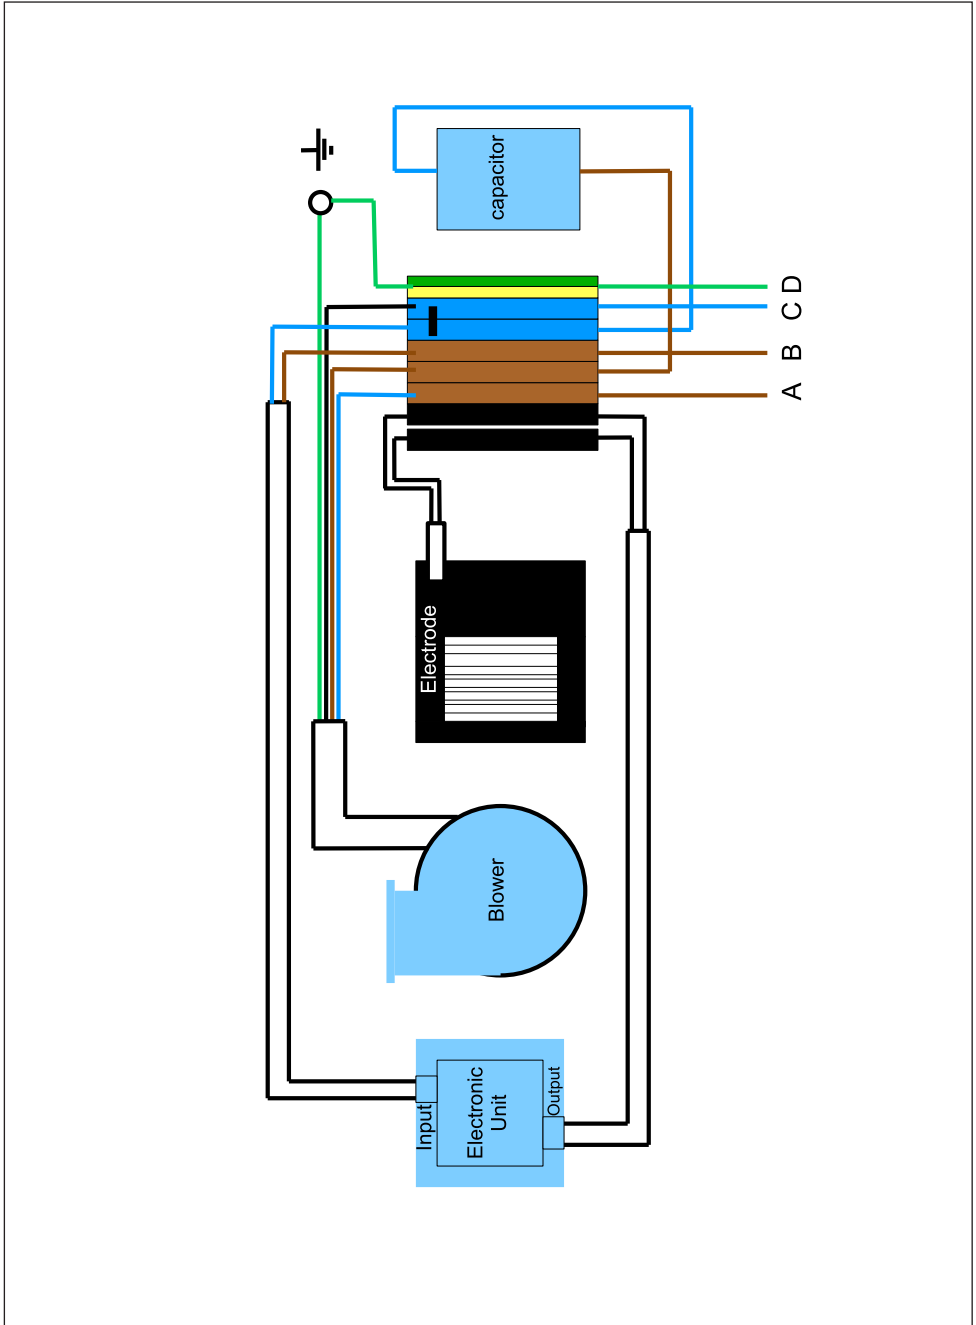 capacitor
D
C
B
A
Electrode
Blower
Electronic
Unit
Input
Output